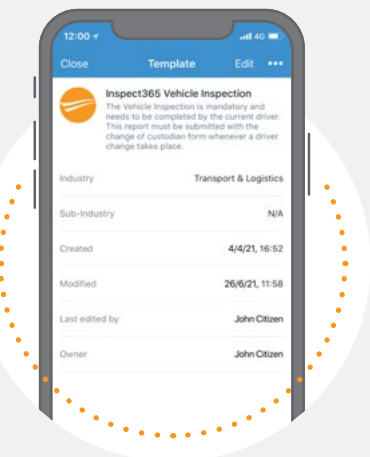 12:00 4G
Close Template Edit •••
Inspect365 Vehicle Inspection
The Vehicle Inspection is mandatory and
needs to be completed by the current driver.
This report must be submitted with the
change of custodian form whenever a driver
change takes place.
Industry Transport & Logistics
Sub-Industry N/A
Created 4/4/21, 16:52
Modified 26/6/21, 11:58
Last edited by John Citizen
Owner John Citizen